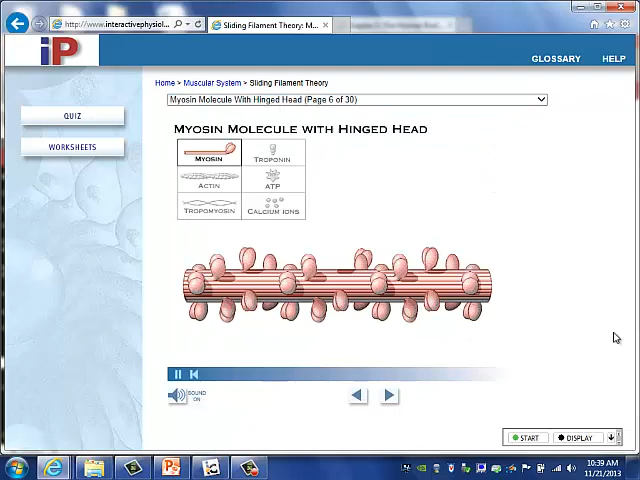 http://www.interactivephysiol...
Sliding Filament Theory: M...
iP
GLOSSARY HELP
Home > Muscular System > Sliding Filament Theory
Myosin Molecule With Hinged Head (Page 6 of 30)
QUIZ
WORKSHEETS
MYOSIN MOLECULE WITH HINGED HEAD
MYOSIN TROPONIN
ACTIN ATP
TROPOMYOSIN CALCIUM IONS
SOUND
ON
START DISPLAY
10:39 AM
11/21/2013